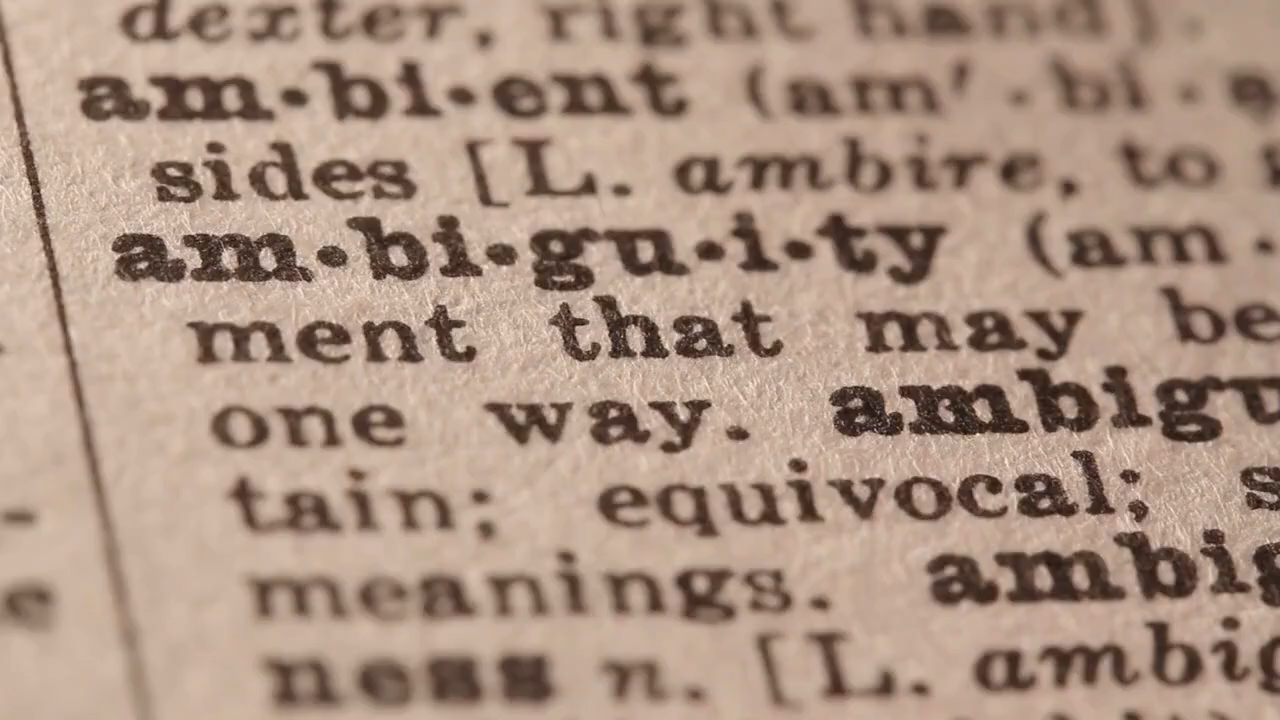 dexter, right hand].
am•bi•ent (am′ · bi ·
sides [L. ambire, to
am•bi•gu•i•ty (am ·
ment that may be
one way. ambigu
tain; equivocal; s
meanings. ambig
ness n. [L. ambig